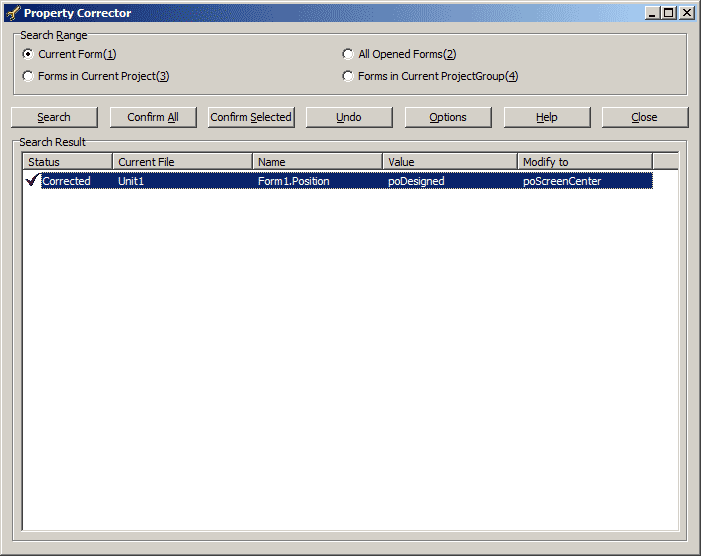 Property Corrector
Search Range
Current Form(1)
All Opened Forms(2)
Forms in Current Project(3)
Forms in Current ProjectGroup(4)
Search Confirm All Confirm Selected Undo Options Help Close
Search Result
Status Current File Name Value Modify to
Corrected Unit1 Form1.Position poDesigned poScreenCenter